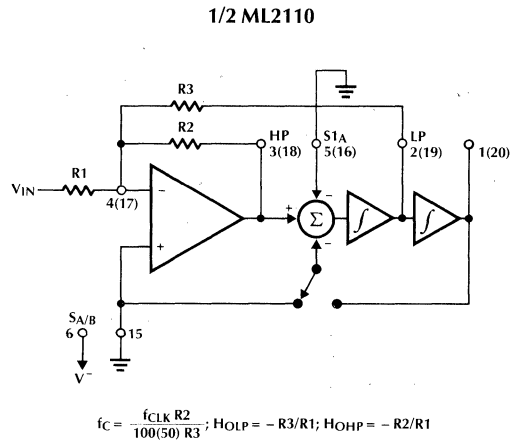 1/2 ML2110
R3
R2
HP
3(18)
S1A
5(16)
LP
2(19)
1(20)
R1
VIN
4(17)
−
+
+
−
Σ
−
∫
∫
SA/B
6
15
V−
fC = fCLK R2 / 100(50) R3 ; HOLP = − R3/R1; HOHP = − R2/R1